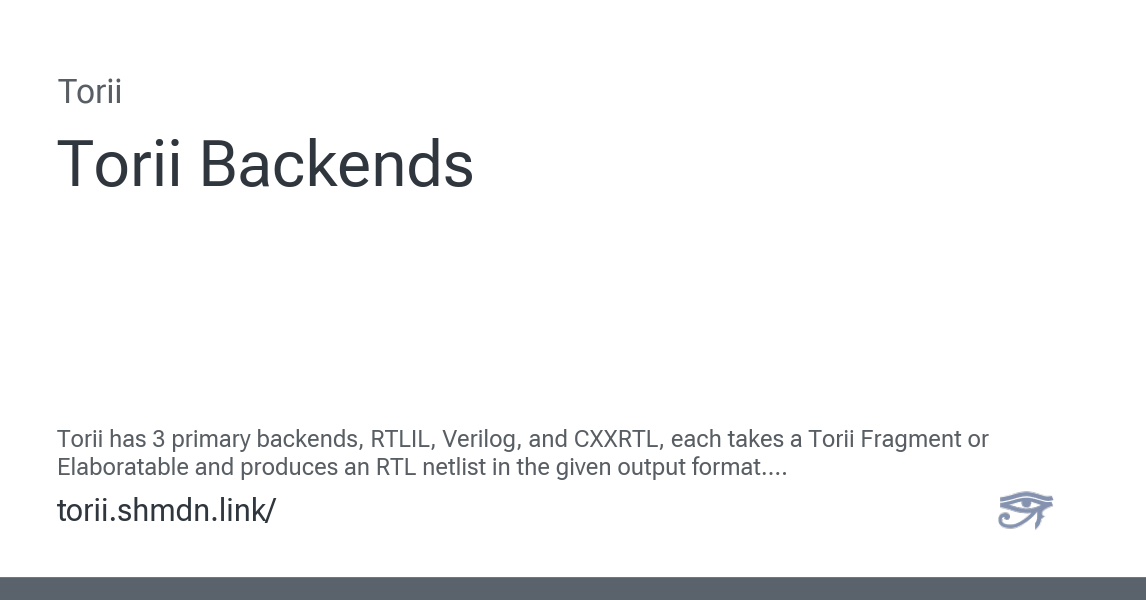 Torii
Torii Backends
Torii has 3 primary backends, RTLIL, Verilog, and CXXRTL, each takes a Torii Fragment or
Elaboratable and produces an RTL netlist in the given output format....
torii.shmdn.link/